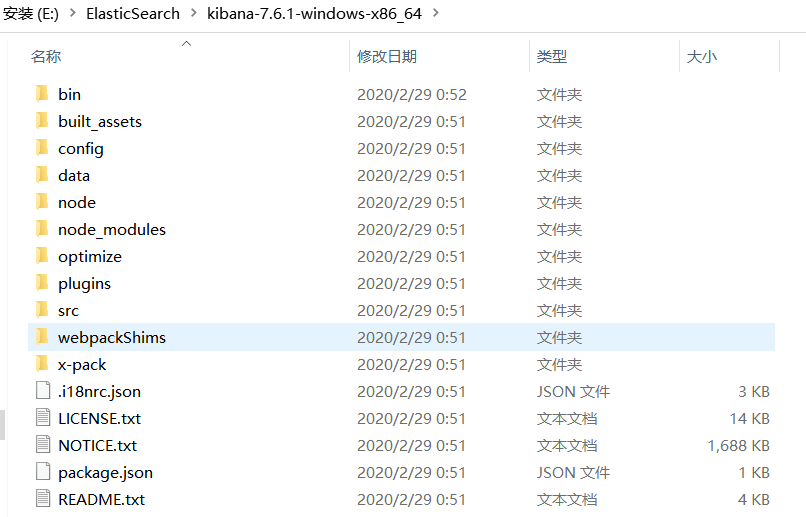 安装 (E:) > ElasticSearch > kibana-7.6.1-windows-x86_64 >
名称 修改日期 类型 大小
bin 2020/2/29 0:52 文件夹
built_assets 2020/2/29 0:51 文件夹
config 2020/2/29 0:51 文件夹
data 2020/2/29 0:51 文件夹
node 2020/2/29 0:51 文件夹
node_modules 2020/2/29 0:51 文件夹
optimize 2020/2/29 0:51 文件夹
plugins 2020/2/29 0:51 文件夹
src 2020/2/29 0:51 文件夹
webpackShims 2020/2/29 0:51 文件夹
x-pack 2020/2/29 0:51 文件夹
.i18nrc.json 2020/2/29 0:51 JSON 文件 3 KB
LICENSE.txt 2020/2/29 0:51 文本文档 14 KB
NOTICE.txt 2020/2/29 0:51 文本文档 1,688 KB
package.json 2020/2/29 0:51 JSON 文件 1 KB
README.txt 2020/2/29 0:51 文本文档 4 KB